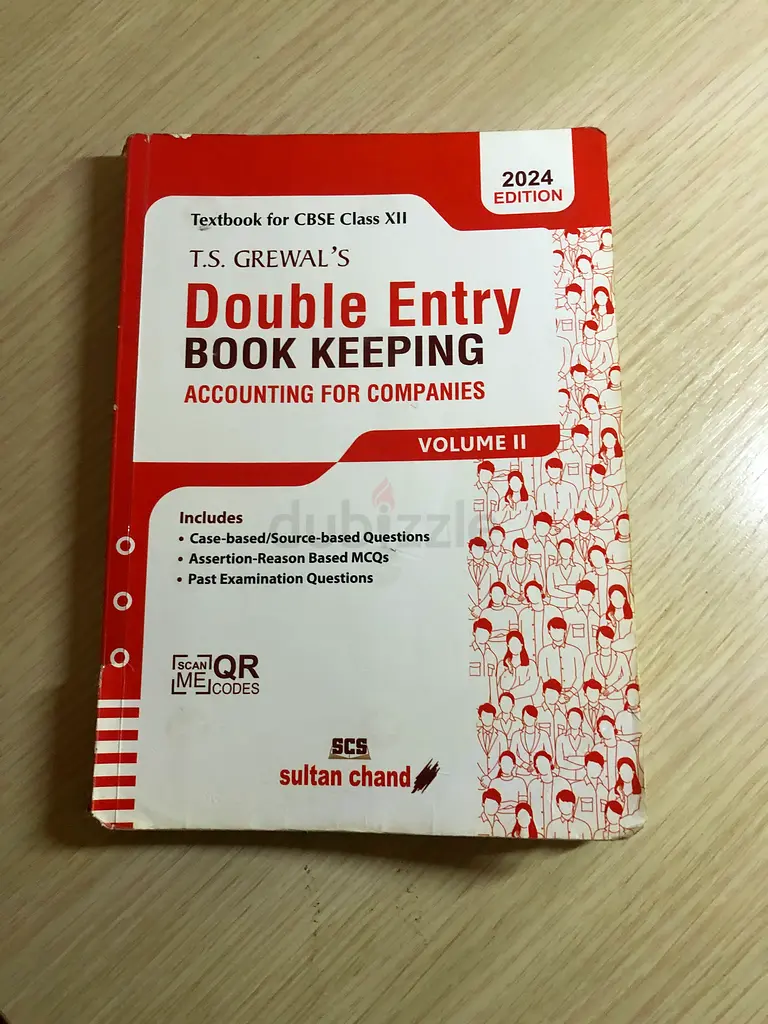 2024
EDITION
Textbook for CBSE Class XII
T.S. GREWAL'S
Double Entry
BOOK KEEPING
ACCOUNTING FOR COMPANIES
VOLUME II
dubizzle
Includes
• Case-based/Source-based Questions
• Assertion-Reason Based MCQs
• Past Examination Questions
SCAN
ME
QR
CODES
SCS
sultan chand